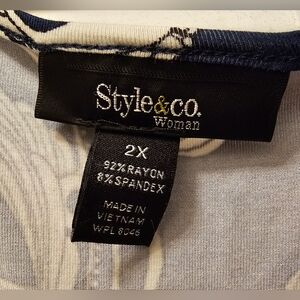 Style&co.
Woman
2X
92% RAYON
8% SPANDEX
MADE IN
VIETNAM
WPL 8046